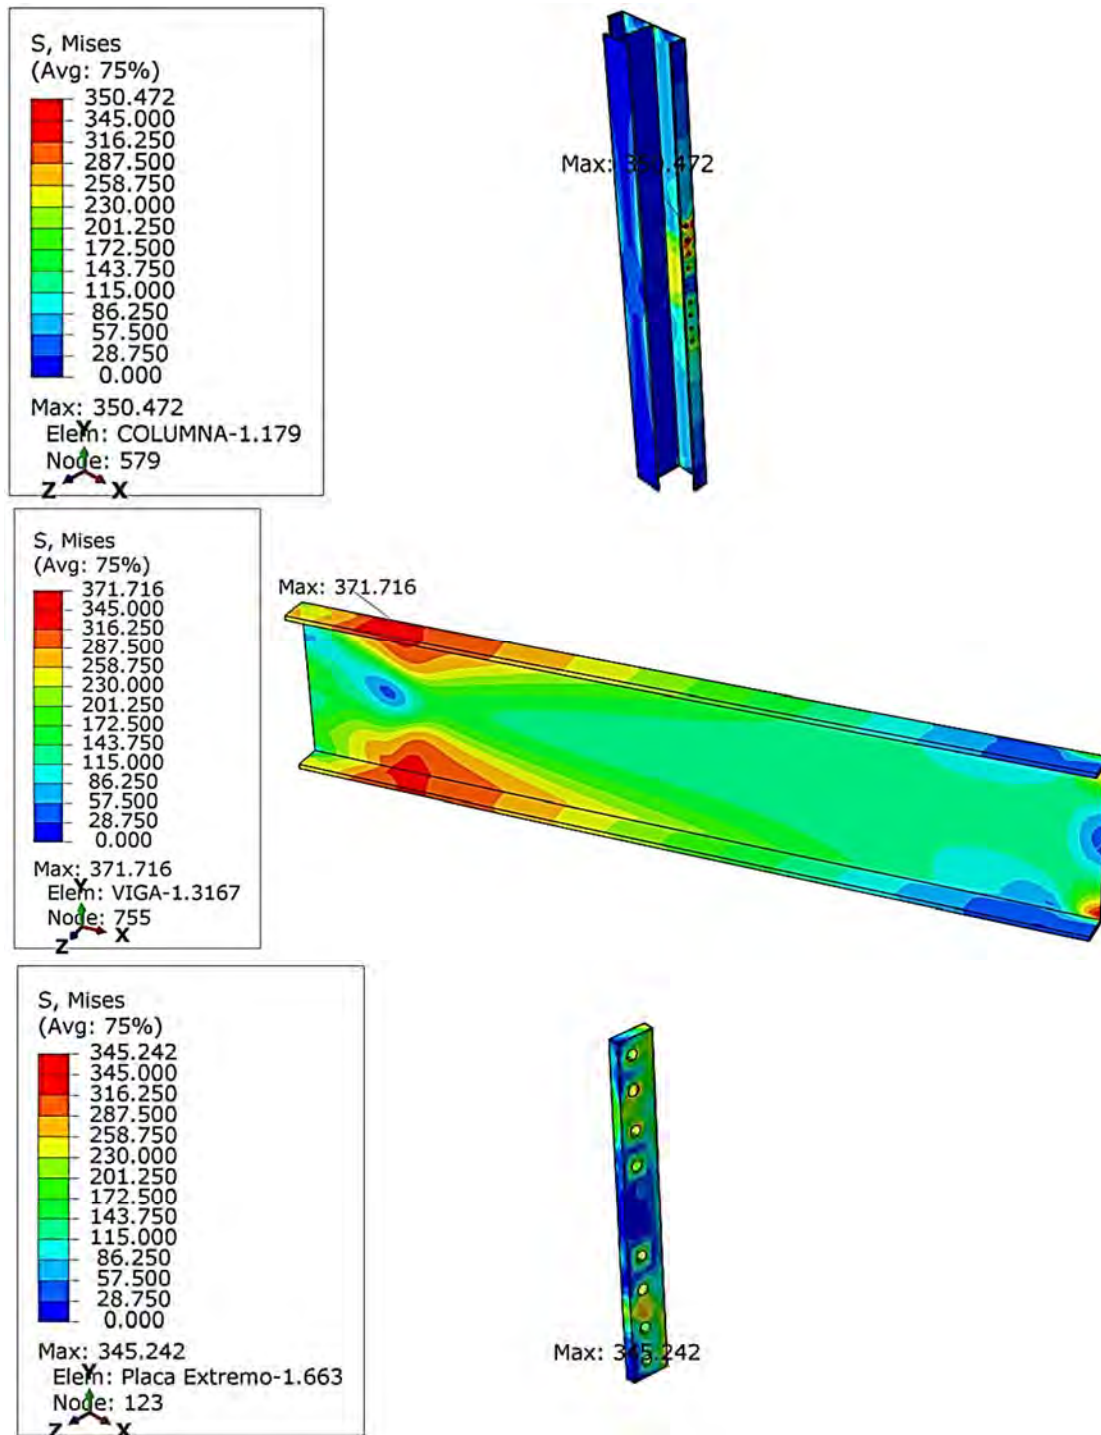 S, Mises
(Avg: 75%)
350.472
345.000
316.250
287.500
258.750
230.000
201.250
172.500
143.750
115.000
86.250
57.500
28.750
0.000
Max: 350.472
Elem: COLUMNA-1.179
Node: 579
Y
Z
X
Max: 350.472
S, Mises
(Avg: 75%)
371.716
345.000
316.250
287.500
258.750
230.000
201.250
172.500
143.750
115.000
86.250
57.500
28.750
0.000
Max: 371.716
Elem: VIGA-1.3167
Node: 755
Y
Z
X
Max: 371.716
S, Mises
(Avg: 75%)
345.242
345.000
316.250
287.500
258.750
230.000
201.250
172.500
143.750
115.000
86.250
57.500
28.750
0.000
Max: 345.242
Elem: Placa Extremo-1.663
Node: 123
Y
Z
X
Max: 345.242